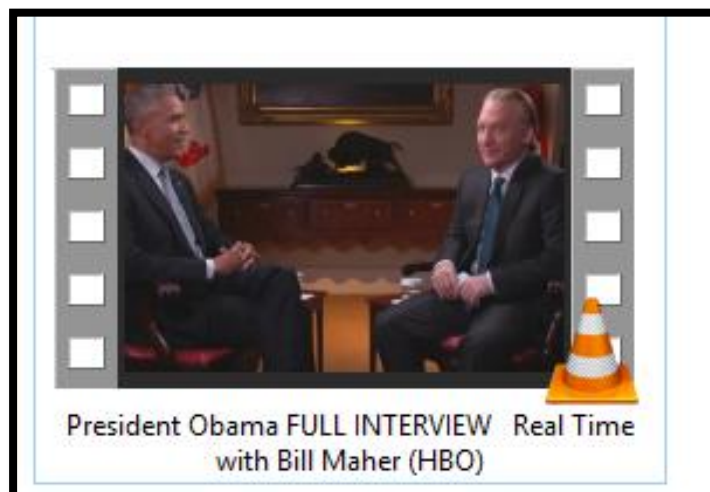 President Obama FULL INTERVIEW   Real Time
with Bill Maher (HBO)